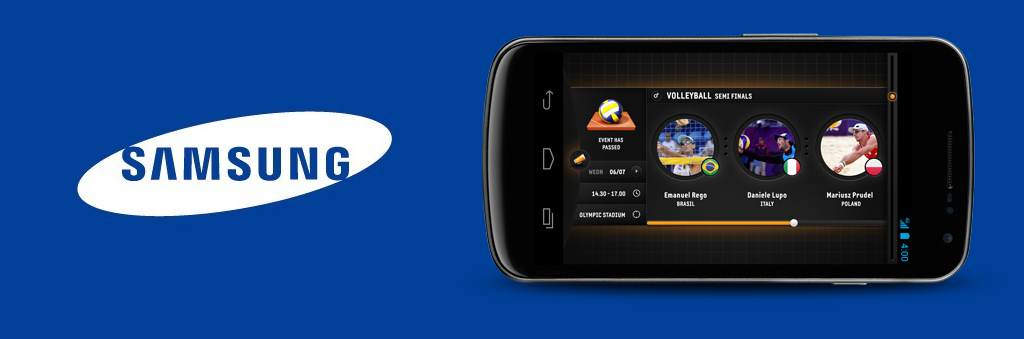 SAMSUNG
VOLLEYBALL SEMI FINALS
EVENT HAS
PASSED
WEDN 06/07
14.30 - 17.00
OLYMPIC STADIUM
Emanuel Rego
BRASIL
Daniele Lupo
ITALY
Mariusz Prudel
POLAND
4G
4:00